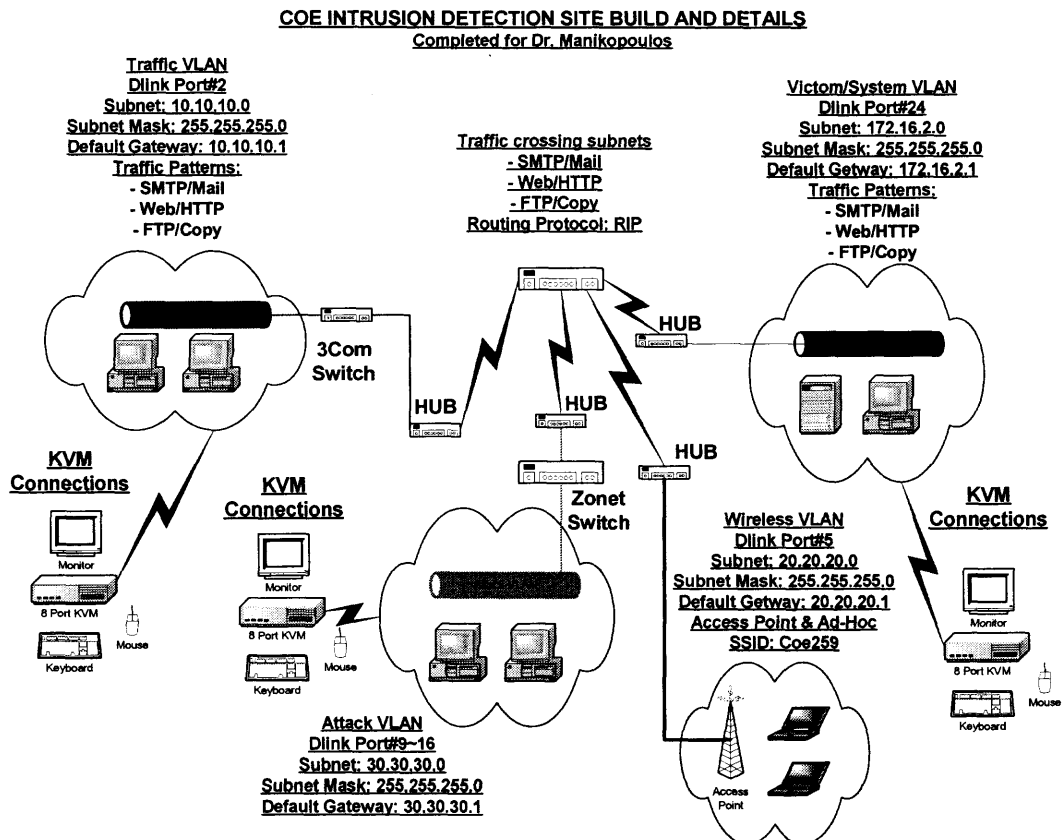 COE INTRUSION DETECTION SITE BUILD AND DETAILS
Completed for Dr. Manikopoulos
Traffic VLAN
Dlink Port#2
Subnet: 10.10.10.0
Subnet Mask: 255.255.255.0
Default Gateway: 10.10.10.1
Traffic Patterns:
- SMTP/Mail
- Web/HTTP
- FTP/Copy
Traffic crossing subnets
- SMTP/Mail
- Web/HTTP
- FTP/Copy
Routing Protocol: RIP
Victom/System VLAN
Dlink Port#24
Subnet: 172.16.2.0
Subnet Mask: 255.255.255.0
Default Getway: 172.16.2.1
Traffic Patterns:
- SMTP/Mail
- Web/HTTP
- FTP/Copy
3Com
Switch
HUB
HUB
HUB
HUB
Zonet
Switch
KVM
Connections
Monitor
8 Port KVM
Mouse
Keyboard
KVM
Connections
Monitor
8 Port KVM
Mouse
Keyboard
Wireless VLAN
Dlink Port#5
Subnet: 20.20.20.0
Subnet Mask: 255.255.255.0
Default Getway: 20.20.20.1
Access Point & Ad-Hoc
SSID: Coe259
KVM
Connections
Monitor
8 Port KVM
Mouse
Keyboard
Attack VLAN
Dlink Port#9~16
Subnet: 30.30.30.0
Subnet Mask: 255.255.255.0
Default Gateway: 30.30.30.1
Access
Point